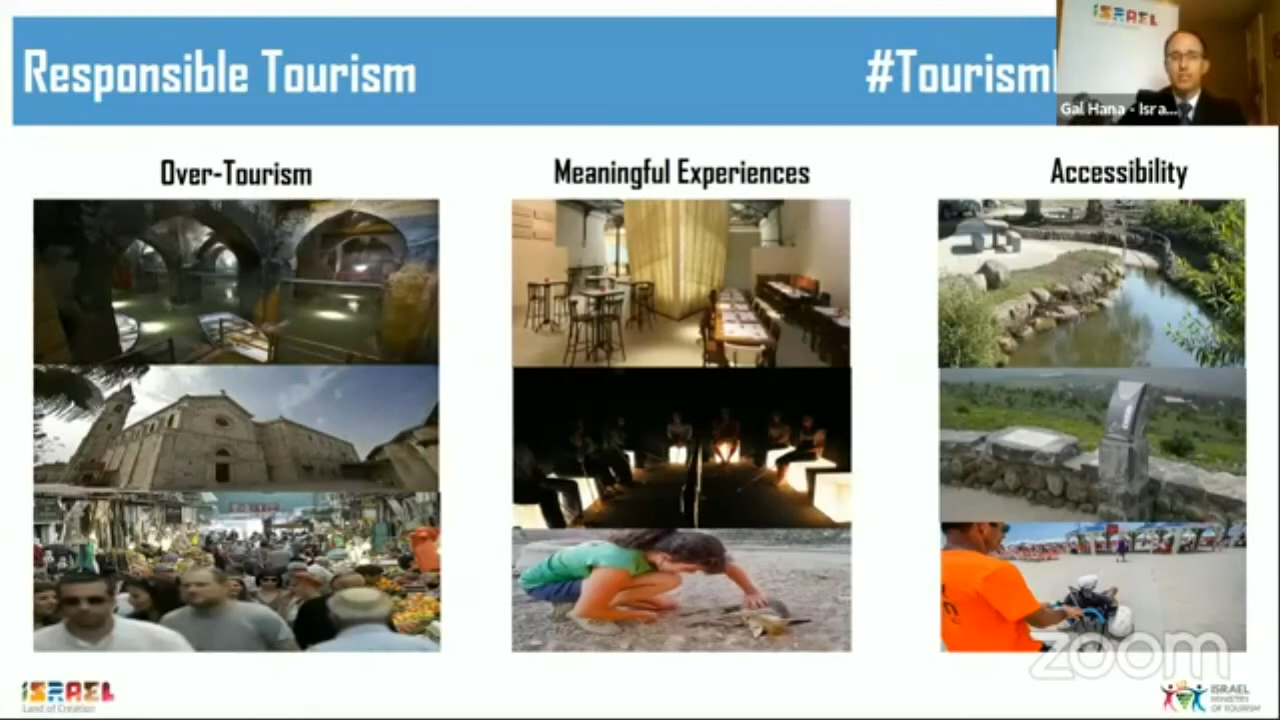 Responsible Tourism
#Tourism
ISRAEL
Gal Hana - Isra...
Over-Tourism
Meaningful Experiences
Accessibility
zoom
ISRAEL
Land of Creation
ISRAEL
MINISTRY
OF TOURISM